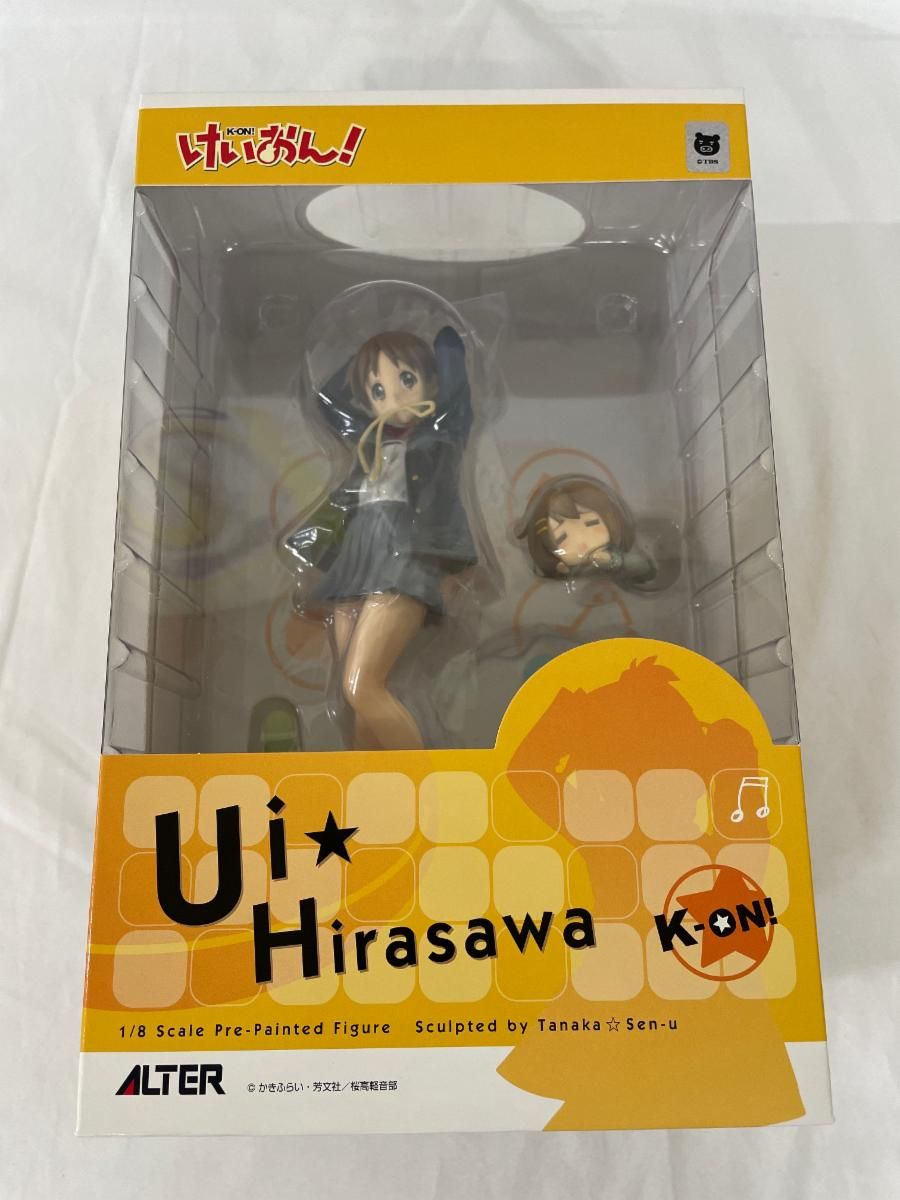 K-ON!
けいおん!
©TBS
Ui★
Hirasawa
K-ON!
1/8 Scale Pre-Painted Figure Sculpted by Tanaka☆Sen-u
ALTER
©かきふらい・芳文社/桜高軽音部